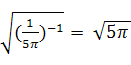 √((1/5π)⁻¹) = √5π